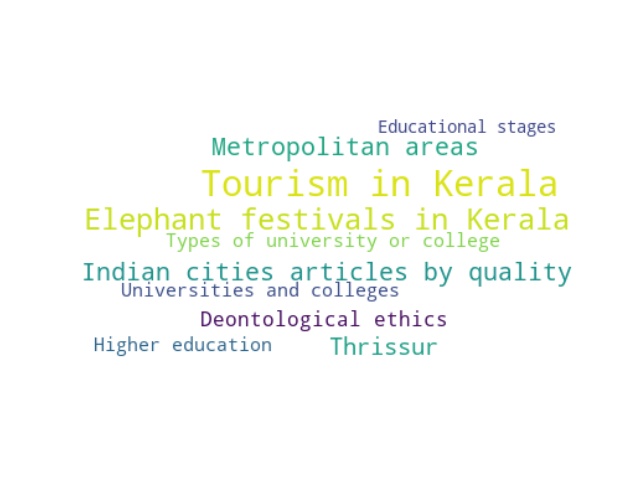 Educational stages
Metropolitan areas
Tourism in Kerala
Elephant festivals in Kerala
Types of university or college
Indian cities articles by quality
Universities and colleges
Deontological ethics
Higher education
Thrissur